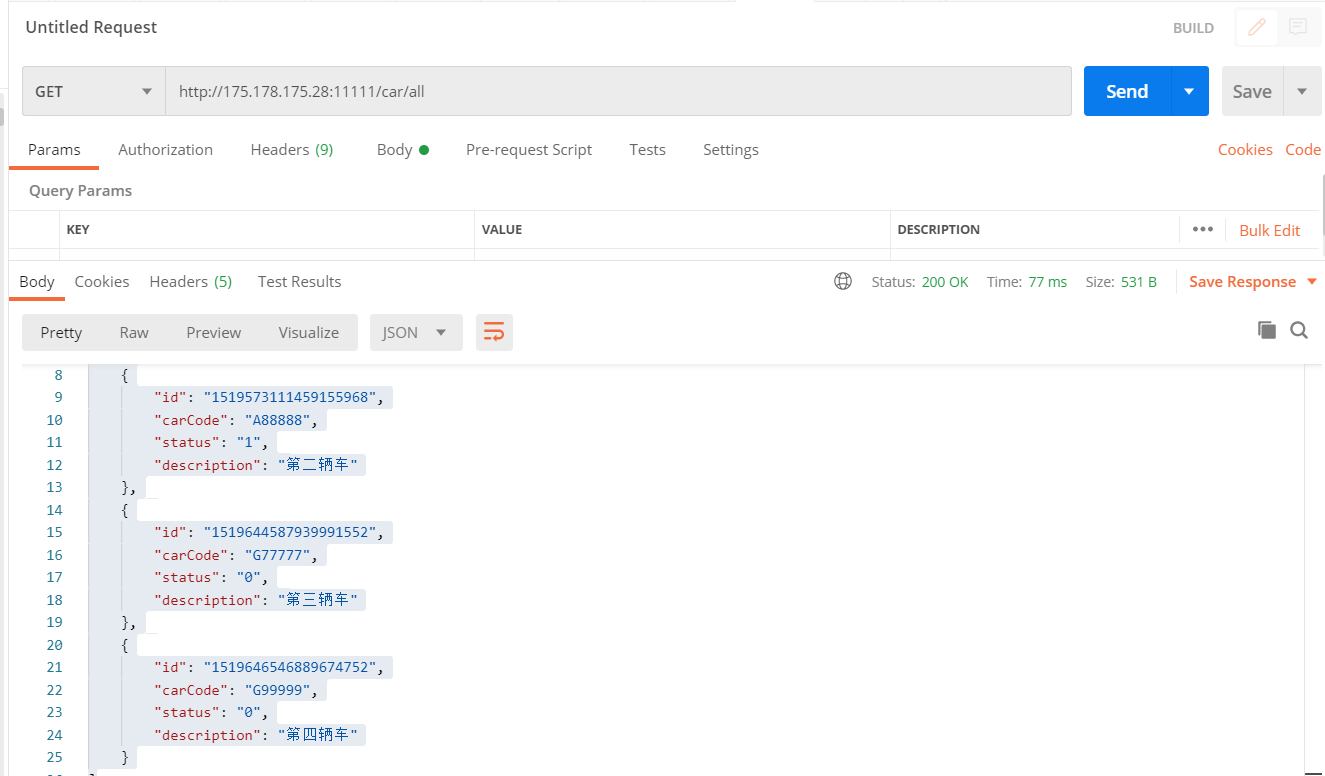 Untitled Request
BUILD
GET
http://175.178.175.28:11111/car/all
Send
Save
Params
Authorization
Headers (9)
Body
Pre-request Script
Tests
Settings
Cookies
Code
Query Params
KEY
VALUE
DESCRIPTION
Bulk Edit
Body
Cookies
Headers (5)
Test Results
Status: 200 OK
Time: 77 ms
Size: 531 B
Save Response
Pretty
Raw
Preview
Visualize
JSON
8 {
9 "id": "1519573111459155968",
10 "carCode": "A88888",
11 "status": "1",
12 "description": "第二辆车"
13 },
14 {
15 "id": "1519644587939991552",
16 "carCode": "G77777",
17 "status": "0",
18 "description": "第三辆车"
19 },
20 {
21 "id": "1519646546889674752",
22 "carCode": "G99999",
23 "status": "0",
24 "description": "第四辆车"
25 }